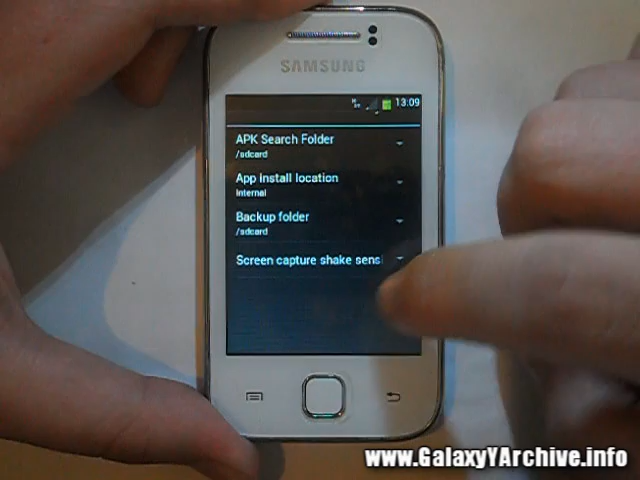 SAMSUNG
13:09
APK Search Folder
/sdcard
App install location
Internal
Backup folder
/sdcard
Screen capture shake sensi
www.GalaxyYArchive.info